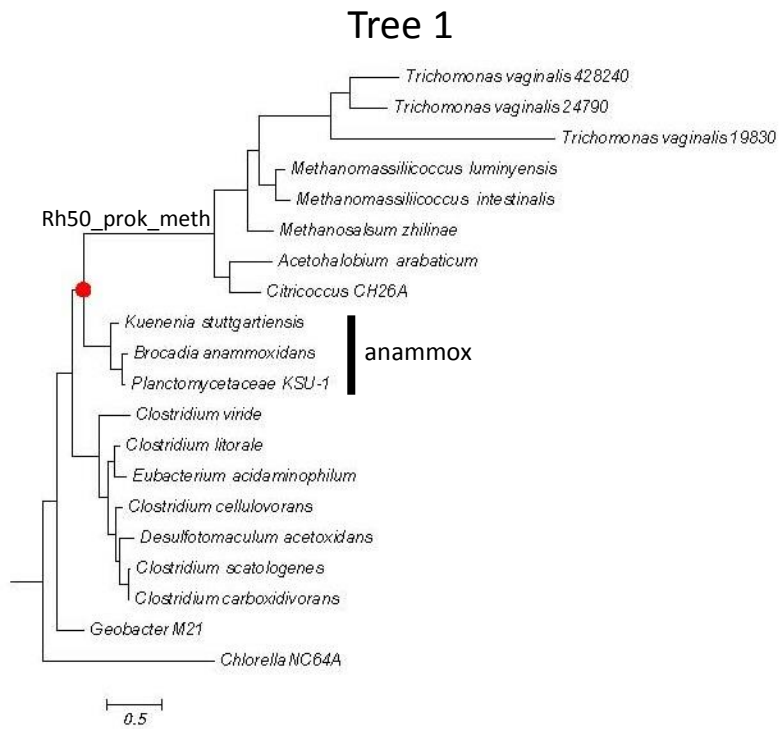 Tree 1
Trichomonas vaginalis 428240
Trichomonas vaginalis 24790
Trichomonas vaginalis 19830
Methanomassiliicoccus luminyensis
Methanomassiliicoccus intestinalis
Rh50_prok_meth
Methanosalsum zhilinae
Acetohalobium arabaticum
Citricoccus CH26A
Kuenenia stuttgartiensis
Brocadia anammoxidans
anammox
Planctomycetaceae KSU-1
Clostridium viride
Clostridium litorale
Eubacterium acidaminophilum
Clostridium cellulovorans
Desulfotomaculum acetoxidans
Clostridium scatologenes
Clostridium carboxidivorans
Geobacter M21
Chlorella NC64A
0.5